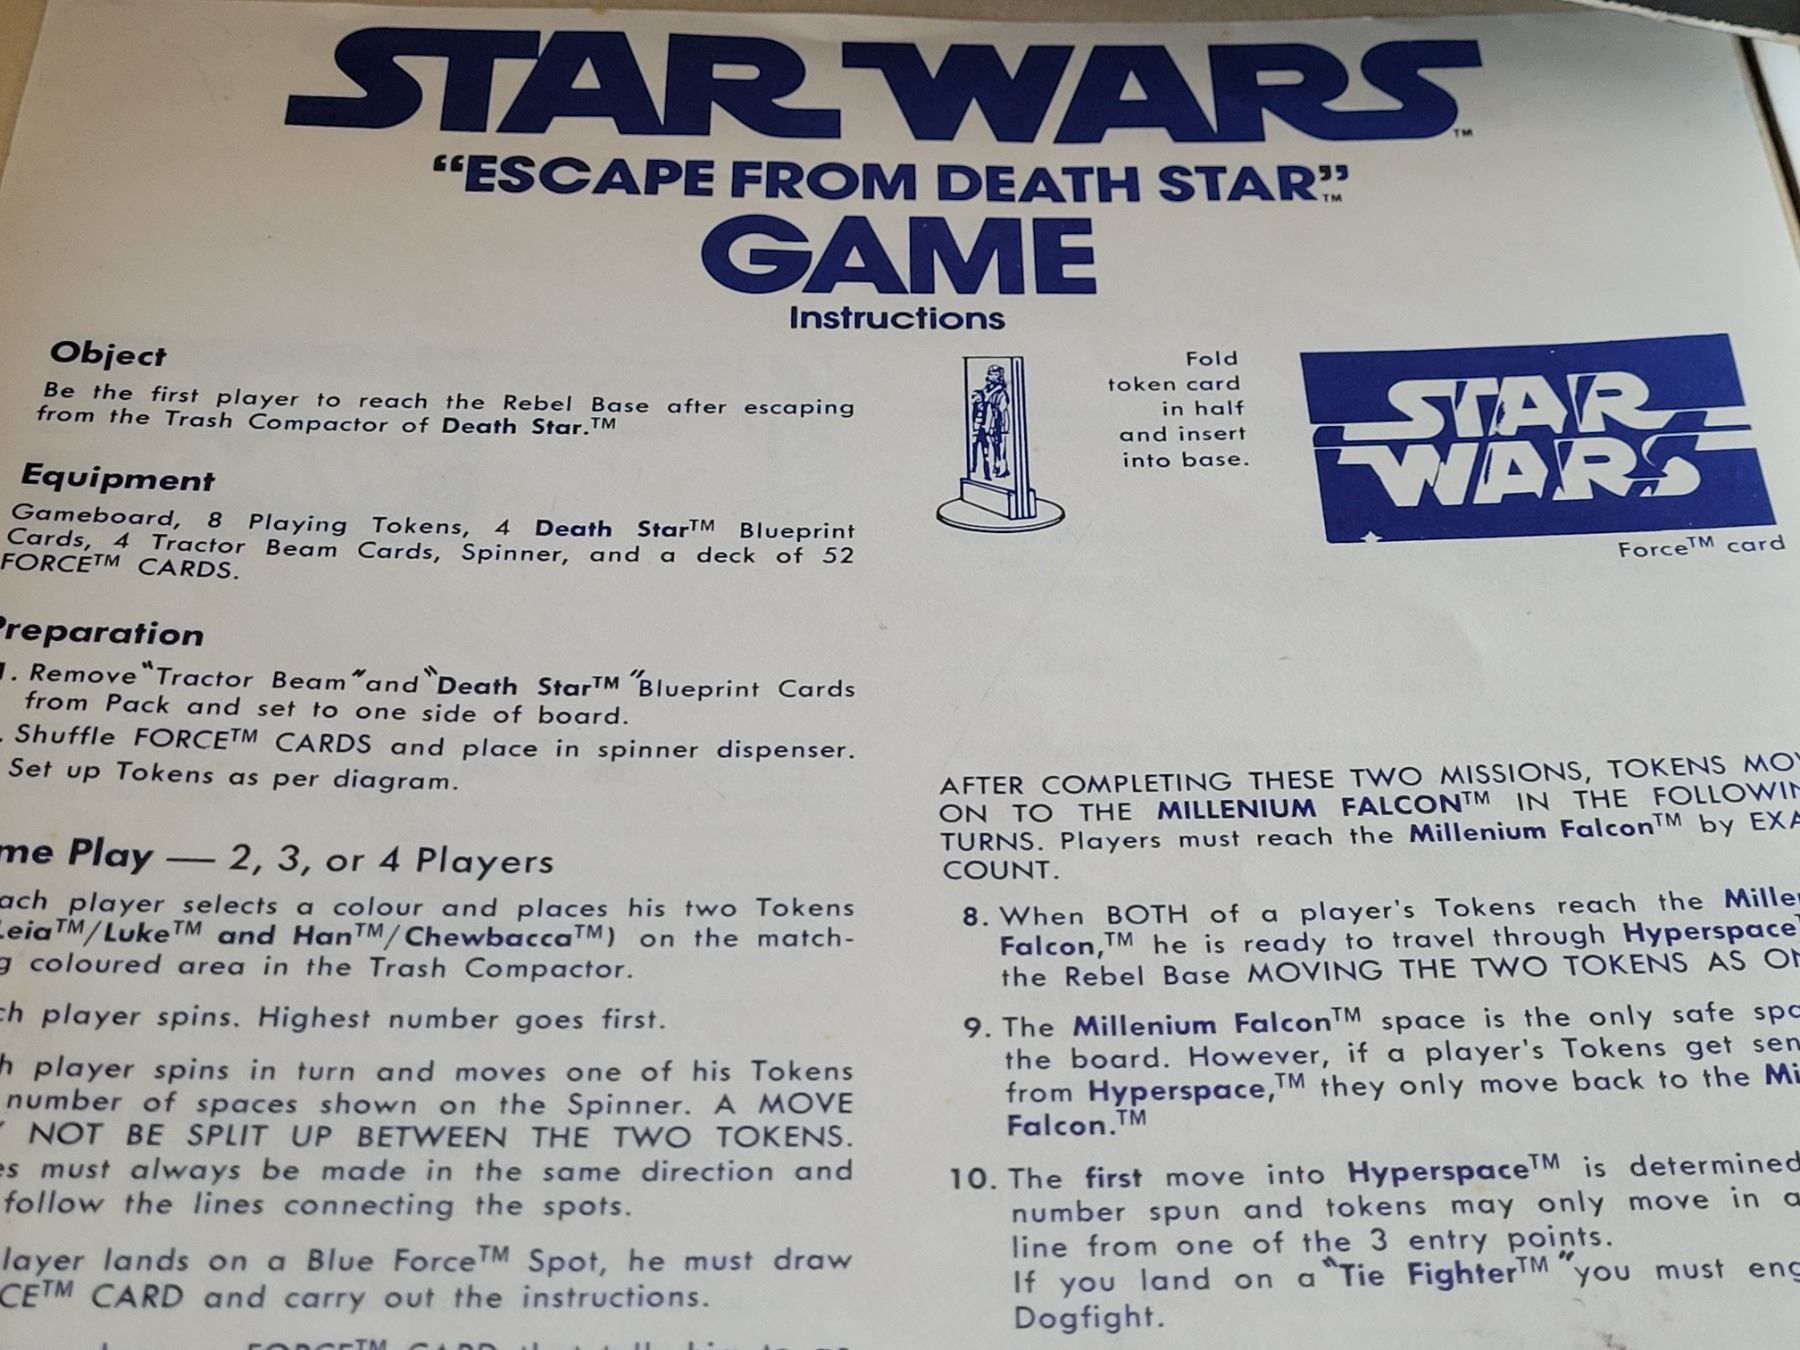 STAR WARS™
“ESCAPE FROM DEATH STAR”™
GAME
Instructions
Object
Be the first player to reach the Rebel Base after escaping
from the Trash Compactor of Death Star.™
Equipment
Gameboard, 8 Playing Tokens, 4 Death Star™ Blueprint
Cards, 4 Tractor Beam Cards, Spinner, and a deck of 52
FORCE™ CARDS.
Preparation
1. Remove “Tractor Beam” and “Death Star™ ” Blueprint Cards
from Pack and set to one side of board.
. Shuffle FORCE™ CARDS and place in spinner dispenser.
Set up Tokens as per diagram.
me Play — 2, 3, or 4 Players
ach player selects a colour and places his two Tokens
Leia™/Luke™ and Han™/Chewbacca™) on the match-
g coloured area in the Trash Compactor.
ch player spins. Highest number goes first.
h player spins in turn and moves one of his Tokens
number of spaces shown on the Spinner. A MOVE
NOT BE SPLIT UP BETWEEN THE TWO TOKENS.
es must always be made in the same direction and
follow the lines connecting the spots.
layer lands on a Blue Force™ Spot, he must draw
CE™ CARD and carry out the instructions.
Fold
token card
in half
and insert
into base.
STAR
WARS
Force™ card
AFTER COMPLETING THESE TWO MISSIONS, TOKENS MOV
ON TO THE MILLENIUM FALCON™ IN THE FOLLOWIN
TURNS. Players must reach the Millenium Falcon™ by EXA
COUNT.
8. When BOTH of a player's Tokens reach the Mille
Falcon,™ he is ready to travel through Hyperspace™
the Rebel Base MOVING THE TWO TOKENS AS ON
9. The Millenium Falcon™ space is the only safe spa
the board. However, if a player's Tokens get sen
from Hyperspace,™ they only move back to the Mi
Falcon.™
10. The first move into Hyperspace™ is determined
number spun and tokens may only move in a
line from one of the 3 entry points.
If you land on a “Tie Fighter™ ” you must eng
Dogfight.